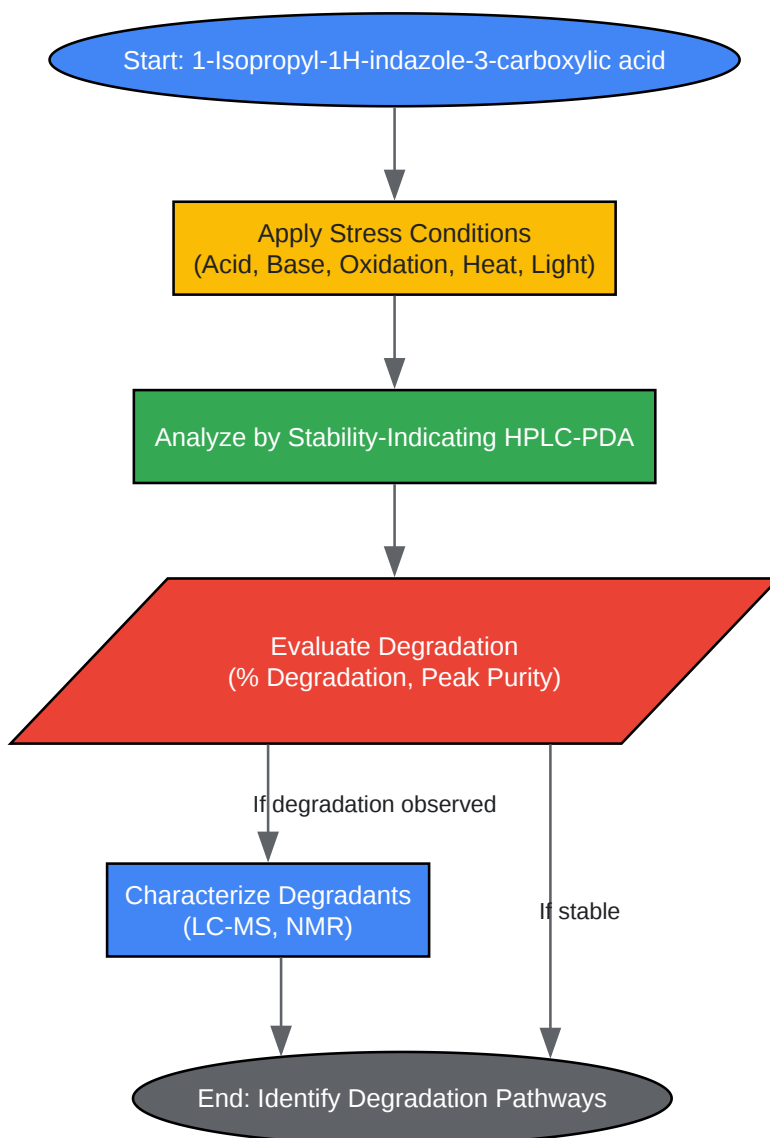 Start: 1-Isopropyl-1H-indazole-3-carboxylic acid
Apply Stress Conditions
(Acid, Base, Oxidation, Heat, Light)
Analyze by Stability-Indicating HPLC-PDA
Evaluate Degradation
(% Degradation, Peak Purity)
If degradation observed
Characterize Degradants
(LC-MS, NMR)
If stable
End: Identify Degradation Pathways